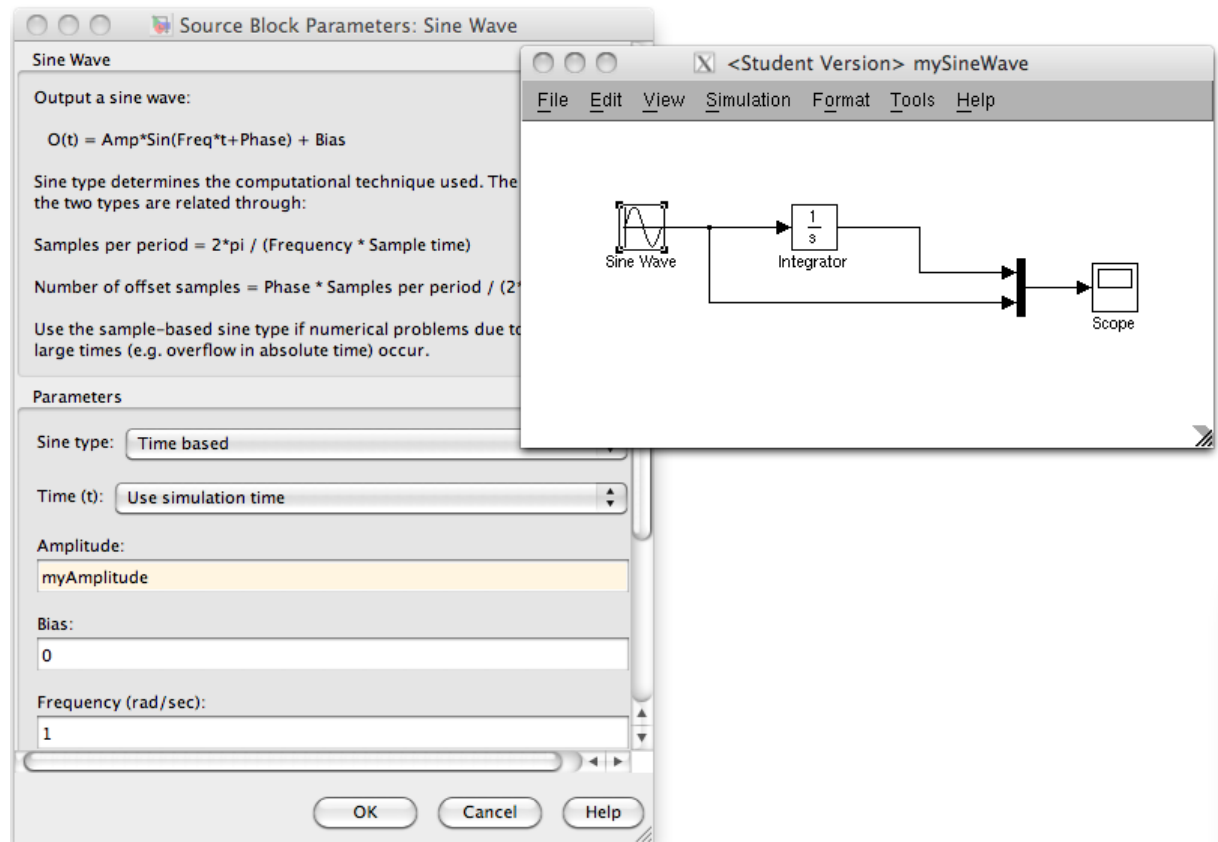 Source Block Parameters: Sine Wave
Sine Wave
Output a sine wave:
O(t) = Amp*Sin(Freq*t+Phase) + Bias
Sine type determines the computational technique used. The
the two types are related through:
Samples per period = 2*pi / (Frequency * Sample time)
Number of offset samples = Phase * Samples per period / (2*
Use the sample-based sine type if numerical problems due to
large times (e.g. overflow in absolute time) occur.
Parameters
Sine type: Time based
Time (t): Use simulation time
Amplitude:
myAmplitude
Bias:
0
Frequency (rad/sec):
1
OK Cancel Help
X <Student Version> mySineWave
File Edit View Simulation Format Tools Help
1
s
Sine Wave
Integrator
Scope